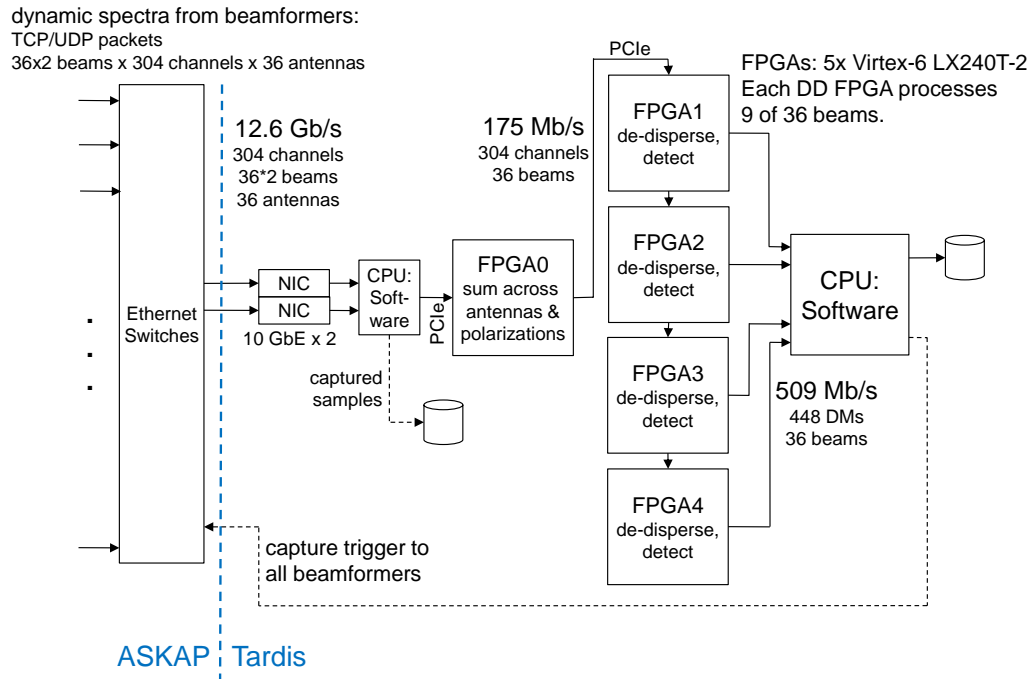 dynamic spectra from beamformers:
TCP/UDP packets
36x2 beams x 304 channels x 36 antennas
12.6 Gb/s
304 channels
36*2 beams
36 antennas
Ethernet
Switches
NIC
NIC
10 GbE x 2
CPU:
Soft-
ware
captured
samples
PCIe
FPGA0
sum across
antennas &
polarizations
175 Mb/s
304 channels
36 beams
PCIe
FPGAs: 5x Virtex-6 LX240T-2
Each DD FPGA processes
9 of 36 beams.
FPGA1
de-disperse,
detect
FPGA2
de-disperse,
detect
FPGA3
de-disperse,
detect
FPGA4
de-disperse,
detect
CPU:
Software
509 Mb/s
448 DMs
36 beams
capture trigger to
all beamformers
ASKAP
Tardis